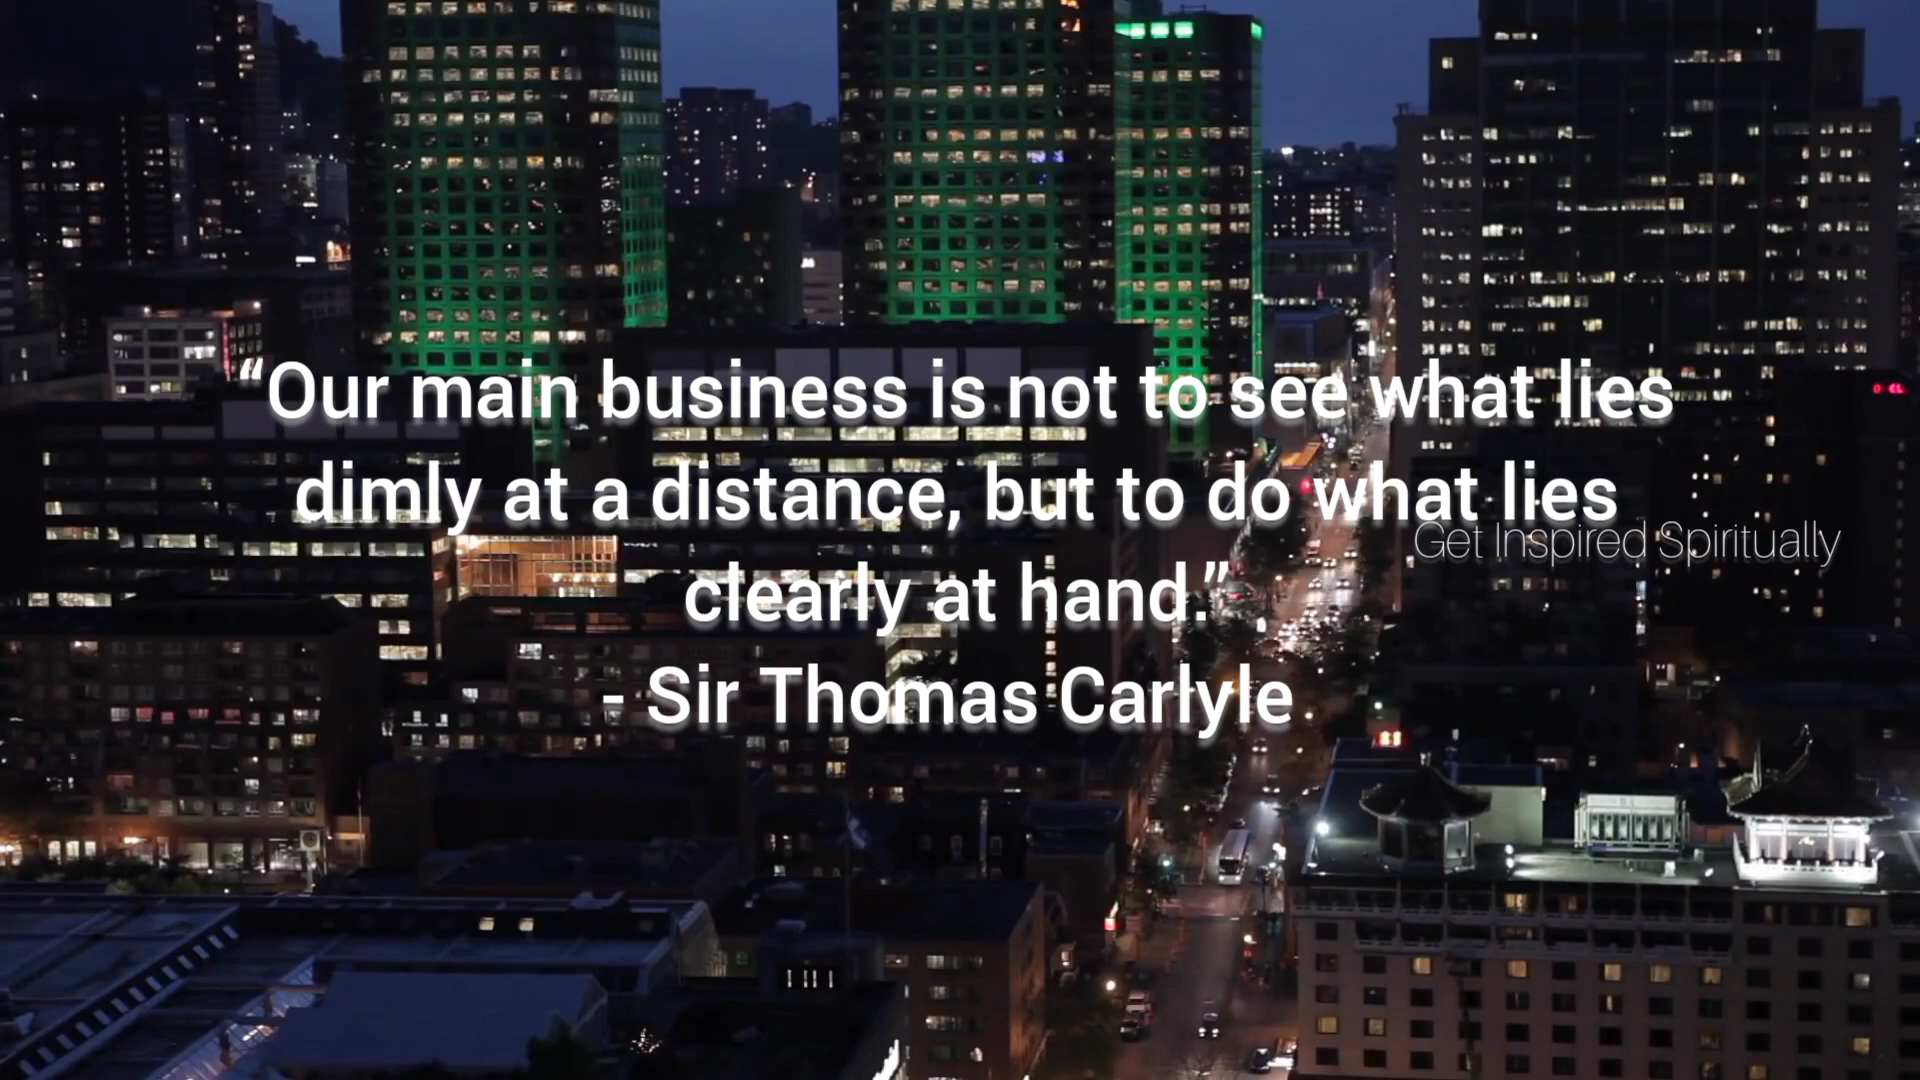 “Our main business is not to see what lies
dimly at a distance, but to do what lies
Get Inspired Spiritually
clearly at hand.”
- Sir Thomas Carlyle